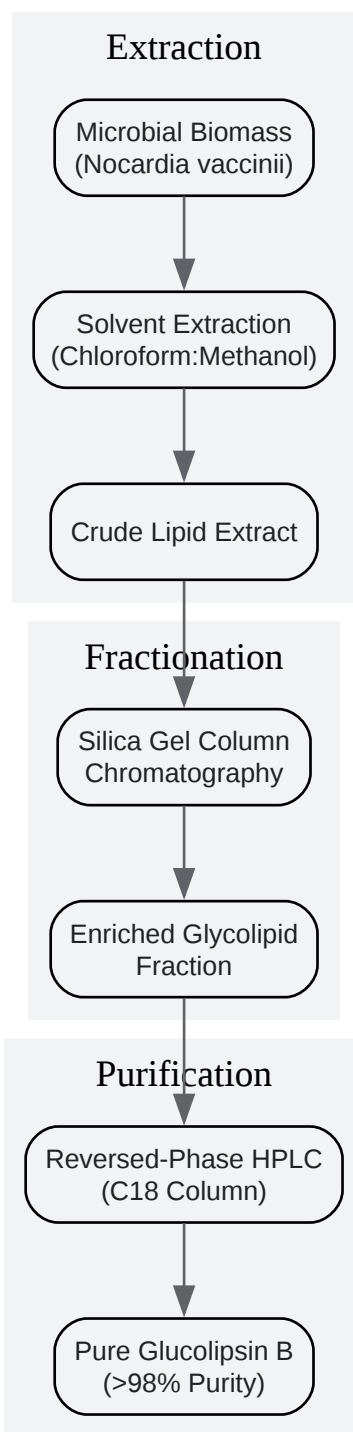 Extraction
Microbial Biomass
(Nocardia vaccinii)
Solvent Extraction
(Chloroform:Methanol)
Crude Lipid Extract
Fractionation
Silica Gel Column
Chromatography
Enriched Glycolipid
Fraction
Purification
Reversed-Phase HPLC
(C18 Column)
Pure Glucolipsin B
(>98% Purity)